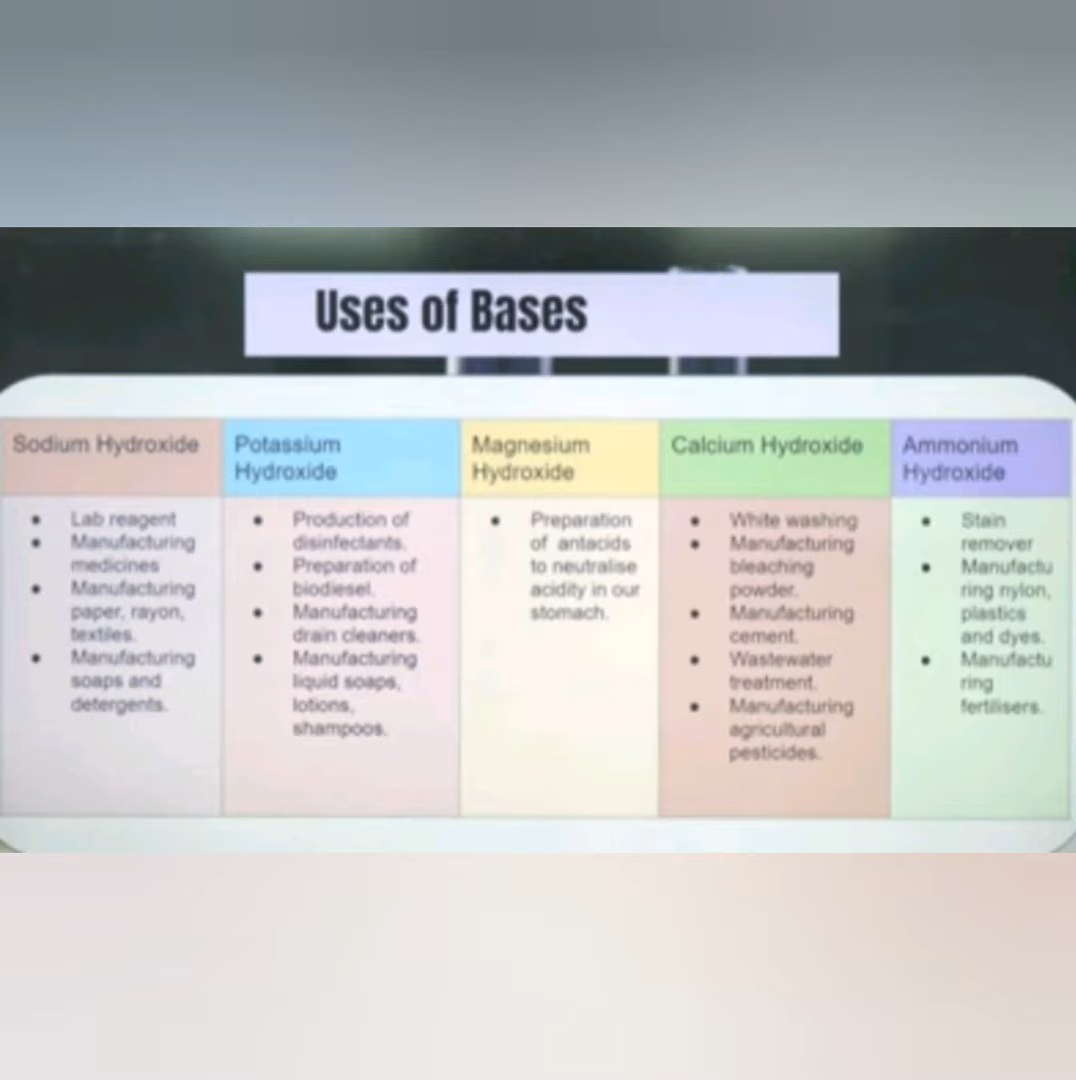 Uses of Bases
Sodium Hydroxide
Lab reagent
Manufacturing
medicines
Manufacturing
paper, rayon,
textiles.
Manufacturing
soaps and
detergents.
Potassium
Hydroxide
Production of
disinfectants.
Preparation of
biodiesel.
Manufacturing
drain cleaners.
Manufacturing
liquid soaps,
lotions,
shampoos.
Magnesium
Hydroxide
Preparation
of antacids
to neutralise
acidity in our
stomach.
Calcium Hydroxide
White washing
Manufacturing
bleaching
powder.
Manufacturing
cement.
Wastewater
treatment.
Manufacturing
agricultural
pesticides.
Ammonium
Hydroxide
Stain
remover
Manufactu
ring nylon,
plastics
and dyes.
Manufactu
ring
fertilisers.